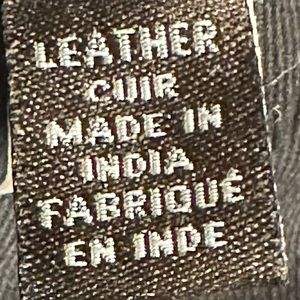 LEATHER
CUIR
MADE IN
INDIA
FABRIQUÉ
EN INDE